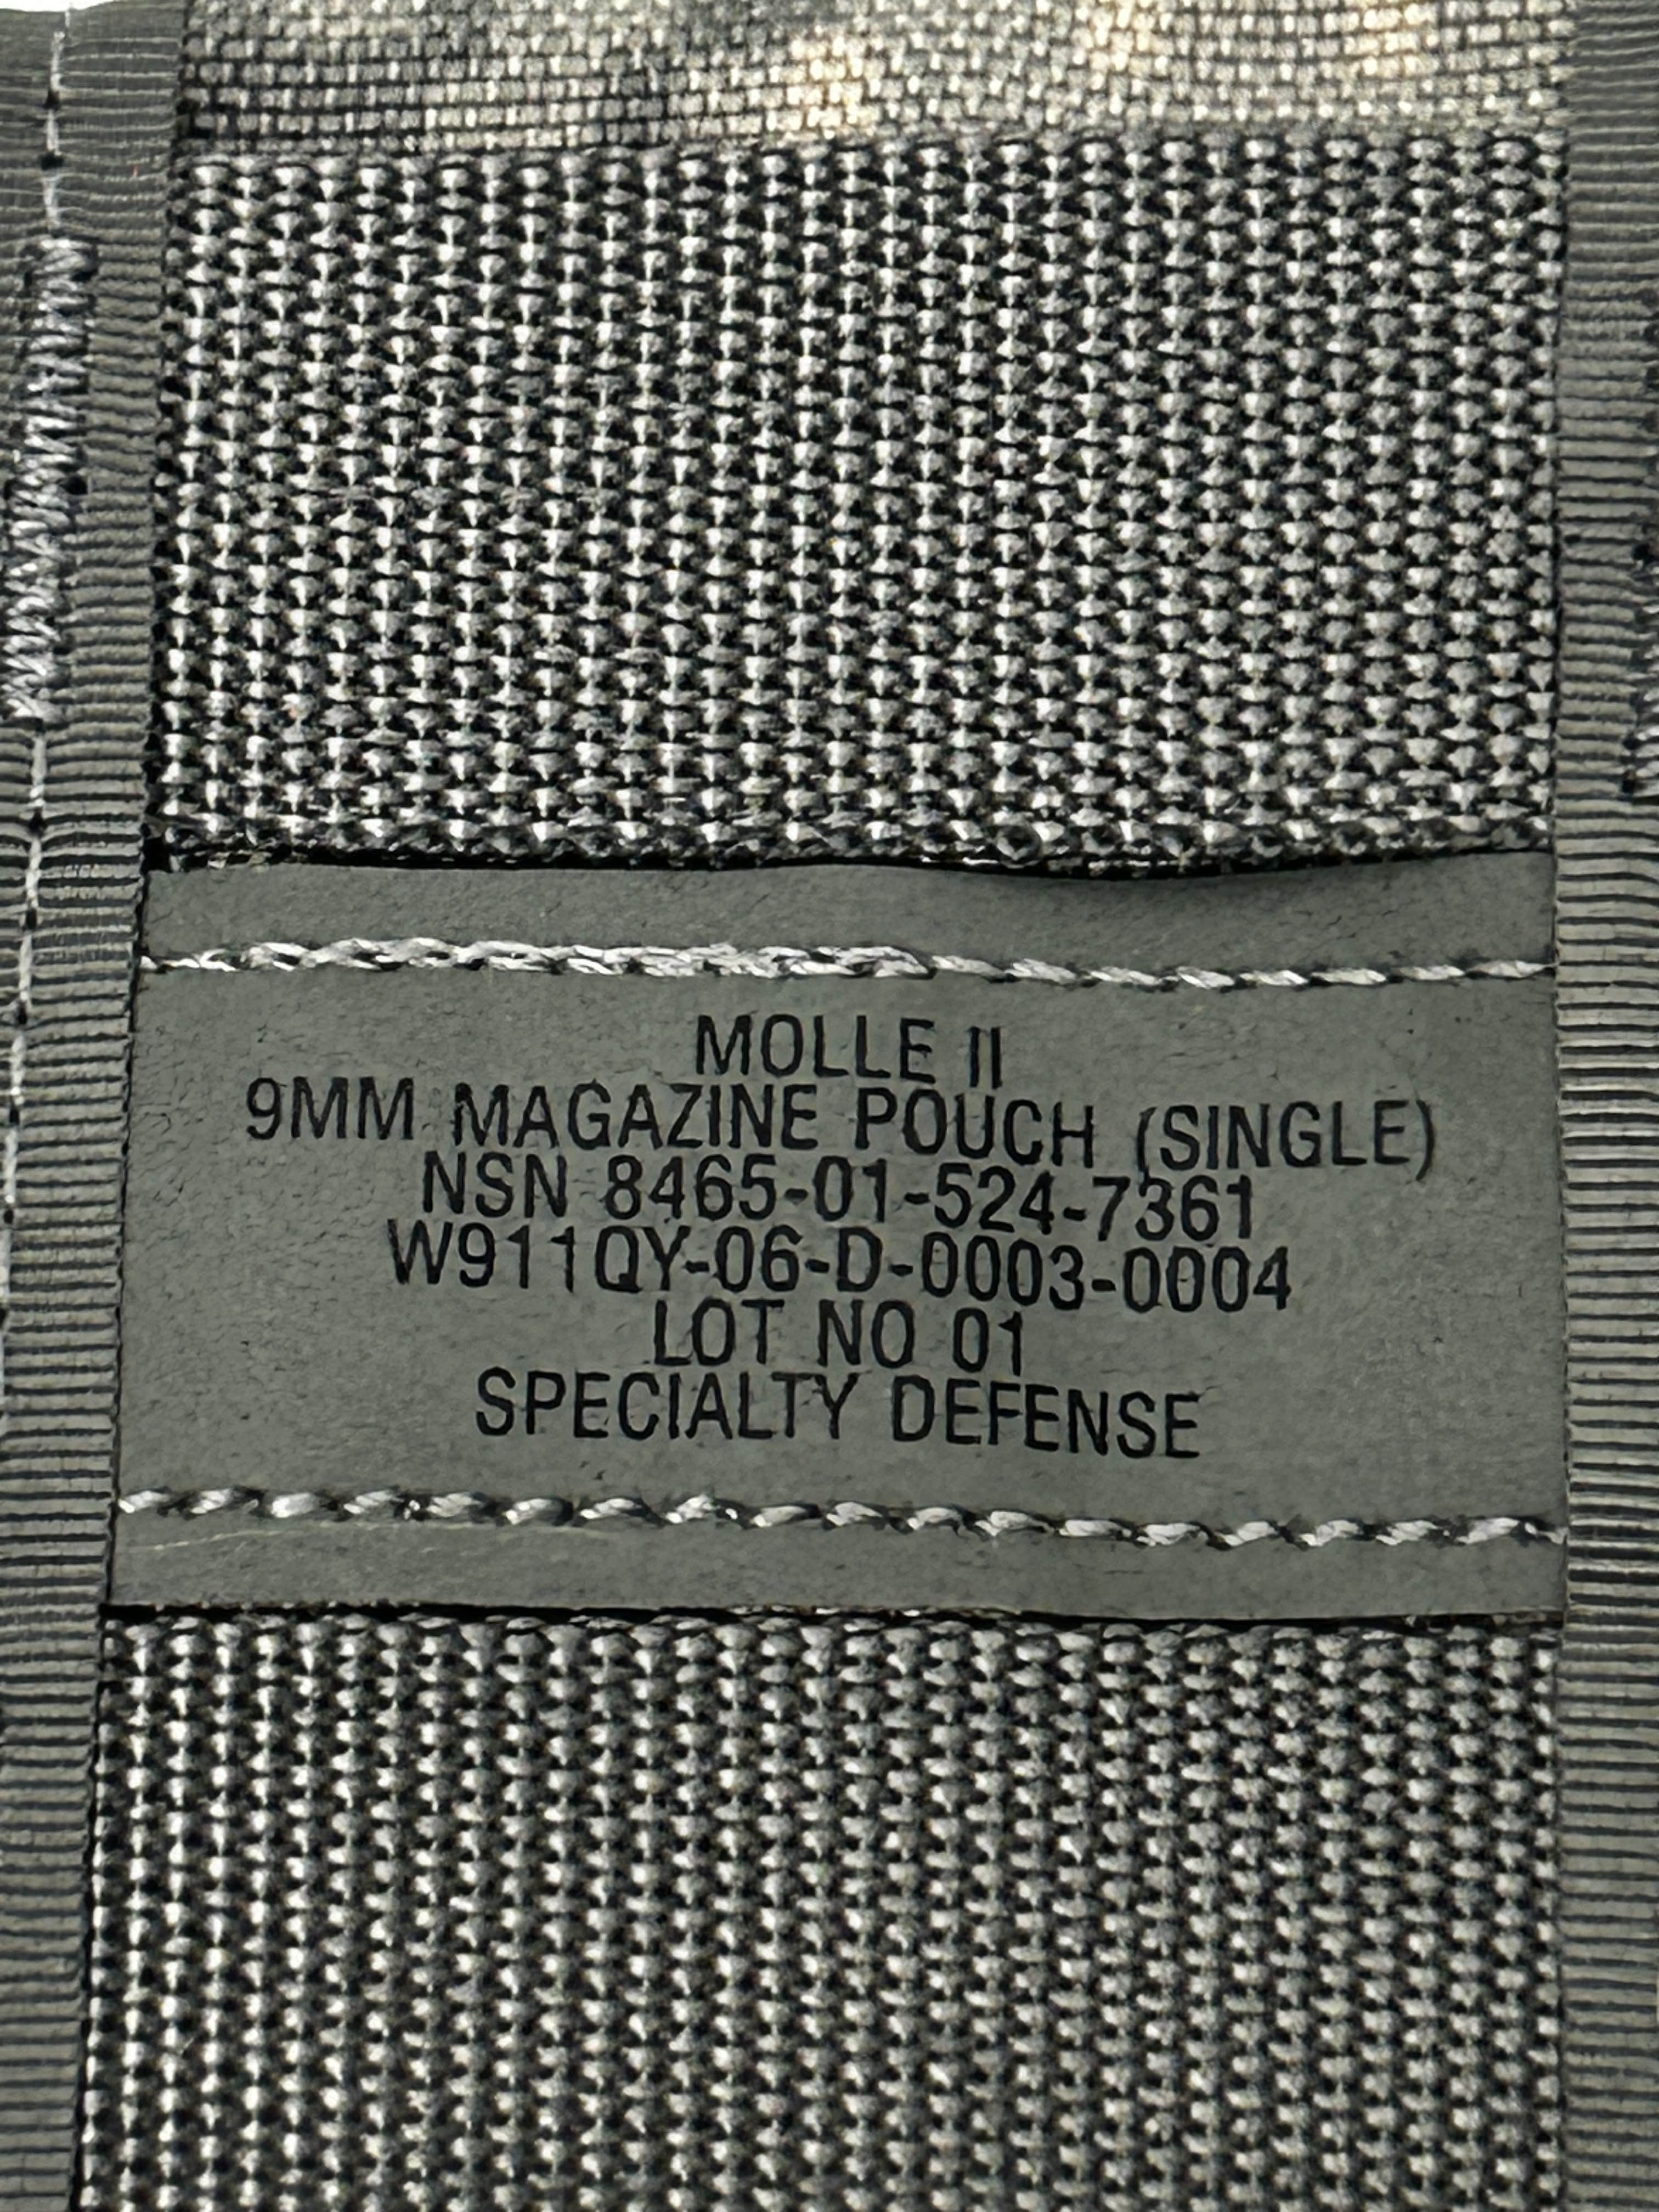 MOLLE II
9MM MAGAZINE POUCH (SINGLE)
NSN 8465-01-524-7361
W911QY-06-D-0003-0004
LOT NO 01
SPECIALTY DEFENSE